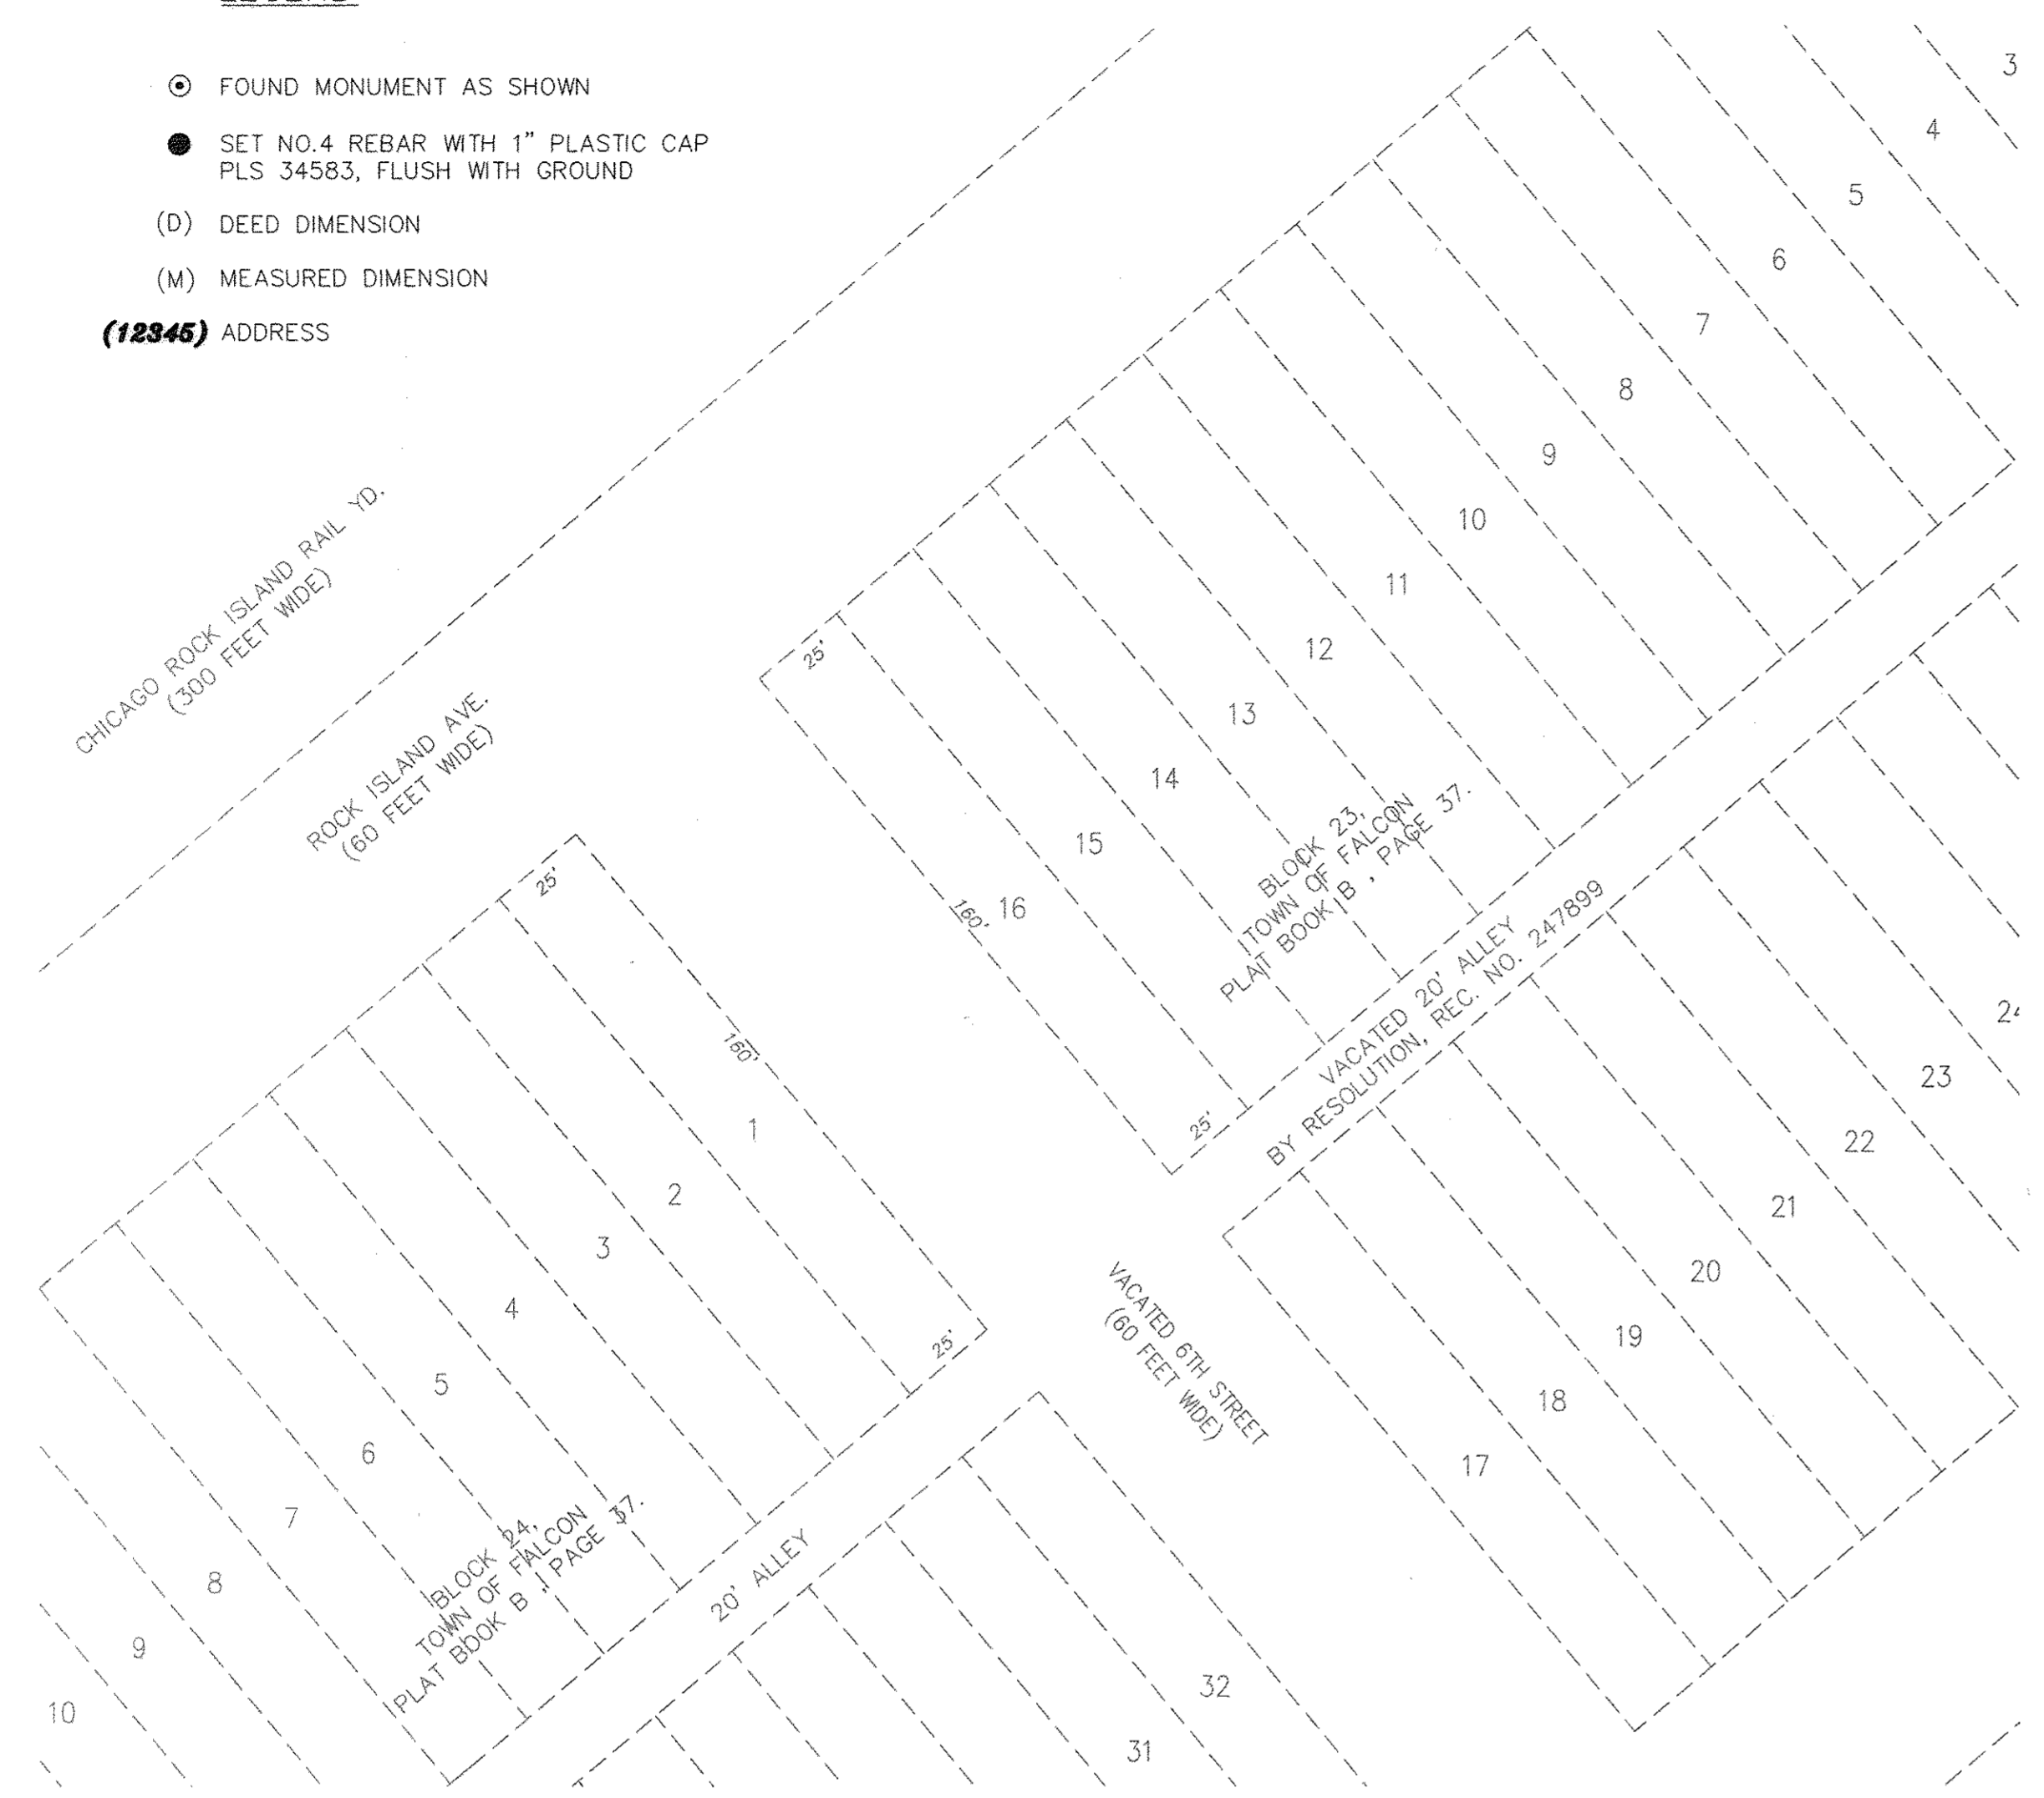 FOUND MONUMENT AS SHOWN
SET NO.4 REBAR WITH 1" PLASTIC CAP
PLS 34583, FLUSH WITH GROUND
(D) DEED DIMENSION
(M) MEASURED DIMENSION
(12345) ADDRESS
CHICAGO ROCK ISLAND RAIL YD.
(300 FEET WIDE)
ROCK ISLAND AVE.
(60 FEET WIDE)
3
4
5
6
7
8
9
10
11
12
13
14
15
16
25'
160'
25'
BLOCK 23,
TOWN OF FALCON
PLAT BOOK B , PAGE 37.
VACATED 20' ALLEY
BY RESOLUTION, REC. NO. 247899
23
22
21
20
19
18
17
VACATED 6TH STREET
(60 FEET WIDE)
25'
160'
25'
1
2
3
4
5
6
7
8
9
10
BLOCK 24,
TOWN OF FALCON
PLAT BOOK B , PAGE 37.
20' ALLEY
32
31